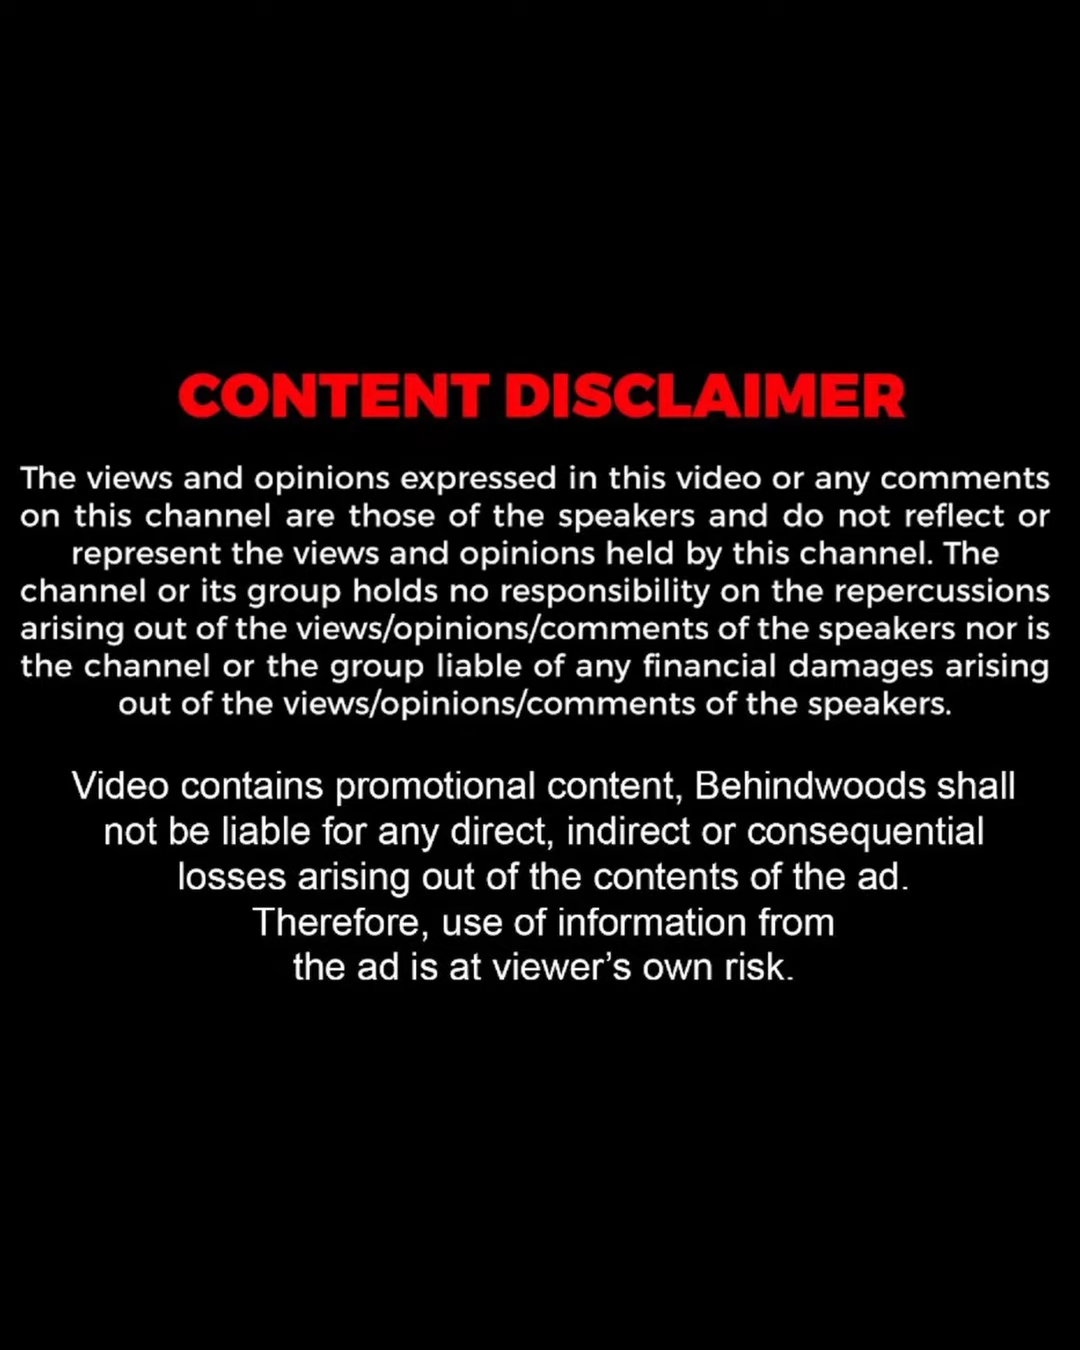 CONTENT DISCLAIMER
The views and opinions expressed in this video or any comments
on this channel are those of the speakers and do not reflect or
represent the views and opinions held by this channel. The
channel or its group holds no responsibility on the repercussions
arising out of the views/opinions/comments of the speakers nor is
the channel or the group liable of any financial damages arising
out of the views/opinions/comments of the speakers.
Video contains promotional content, Behindwoods shall
not be liable for any direct, indirect or consequential
losses arising out of the contents of the ad.
Therefore, use of information from
the ad is at viewer’s own risk.